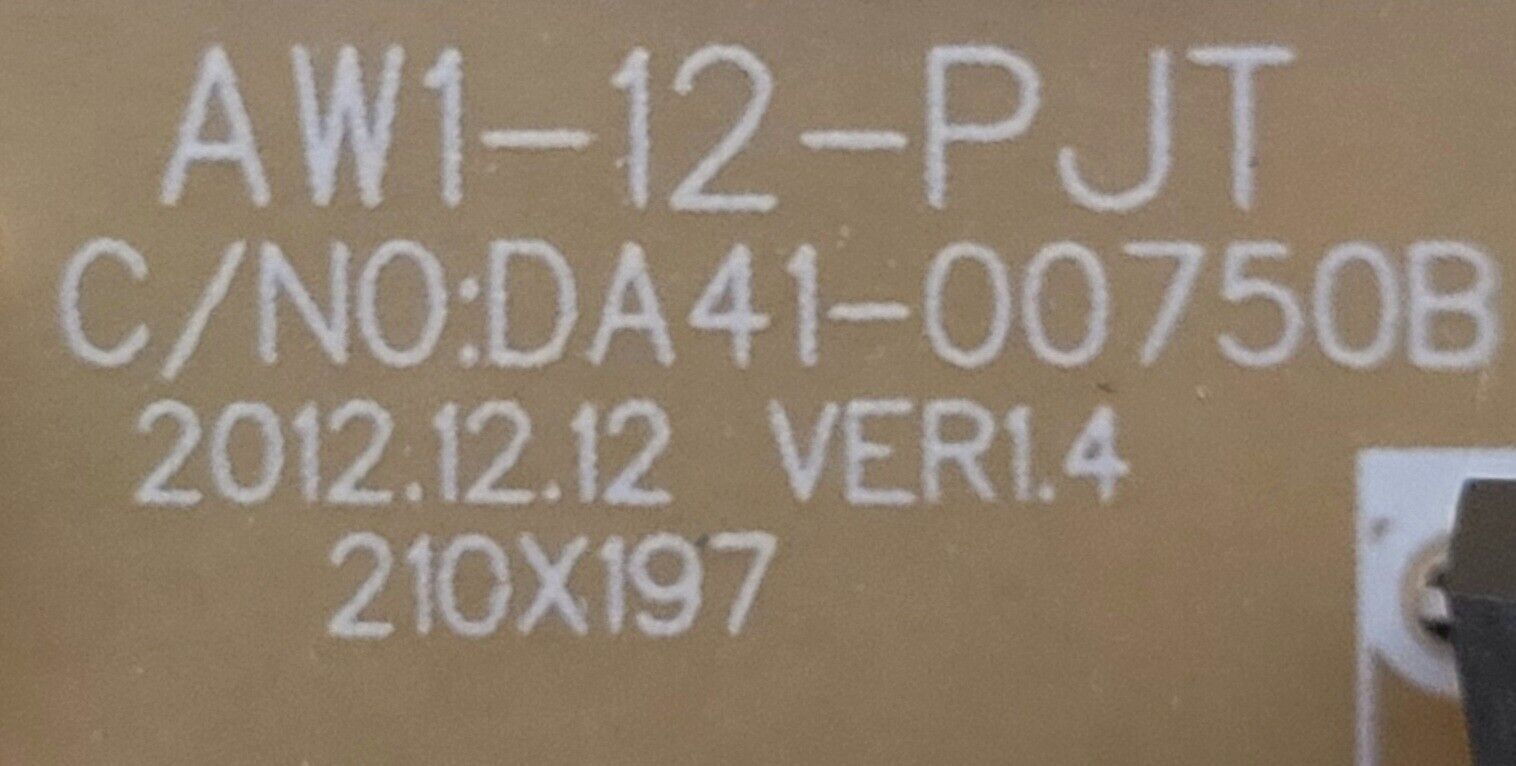 AW1-12-PJT
C/NO:DA41-00750B
2012.12.12 VER1.4
210X197